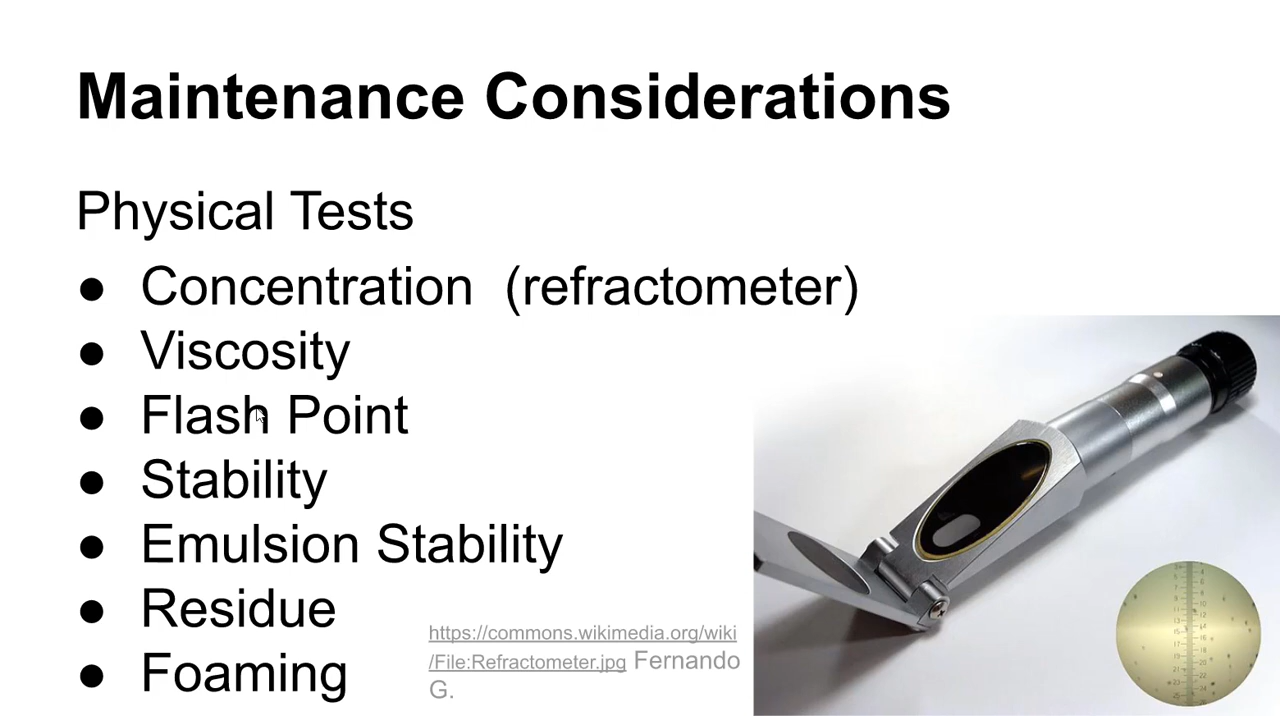 Maintenance Considerations
Physical Tests
● Concentration (refractometer)
● Viscosity
● Flash Point
● Stability
● Emulsion Stability
● Residue
● Foaming
https://commons.wikimedia.org/wiki
/File:Refractometer.jpg Fernando
G.